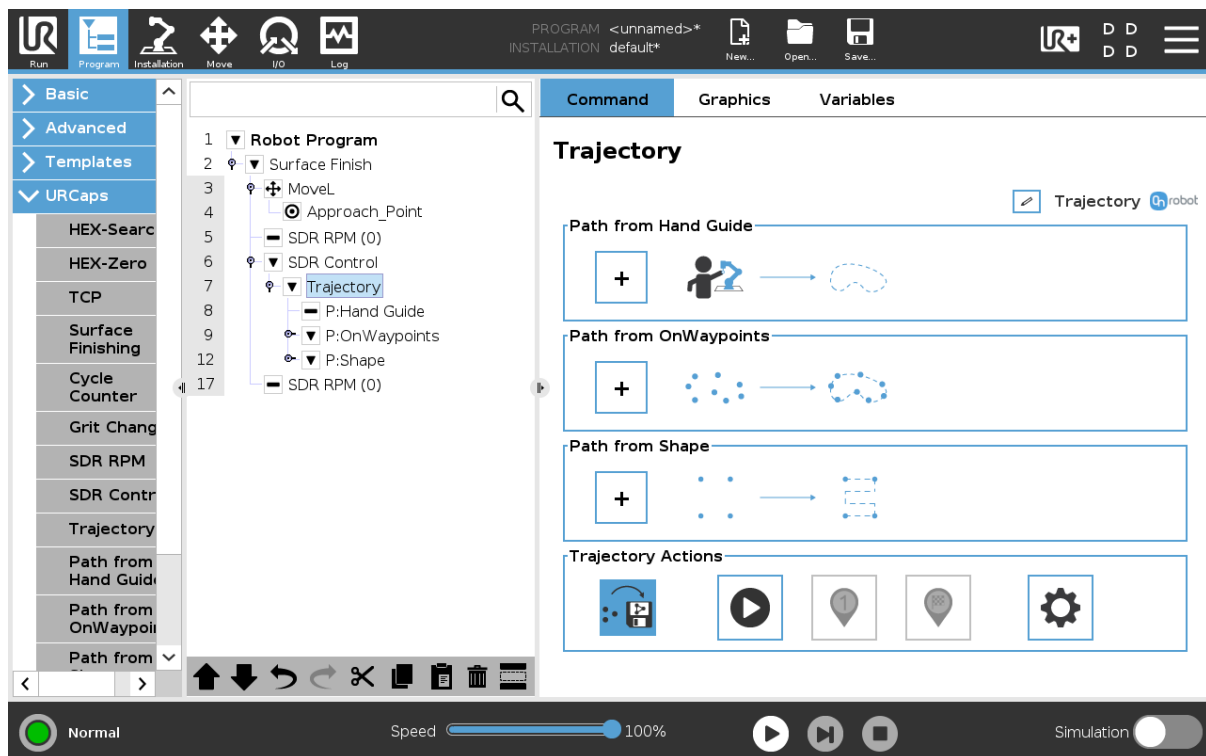 PROGRAM <unnamed>*
INSTALLATION default*
Run
Program
Installation
Move
I/O
Log
New...
Open...
Save...
UR+
D D
D D
Basic
Advanced
Templates
URCaps
HEX-Searc
HEX-Zero
TCP
Surface
Finishing
Cycle
Counter
Grit Chang
SDR RPM
SDR Contr
Trajectory
Path from
Hand Guid
Path from
OnWaypoi
Path from
1 Robot Program
2 Surface Finish
3 MoveL
4 Approach_Point
5 SDR RPM (0)
6 SDR Control
7 Trajectory
8 P:Hand Guide
9 P:OnWaypoints
12 P:Shape
17 SDR RPM (0)
Command Graphics Variables
Trajectory
Trajectory On robot
Path from Hand Guide
+
Path from OnWaypoints
+
Path from Shape
+
Trajectory Actions
1
Normal
Speed 100%
Simulation